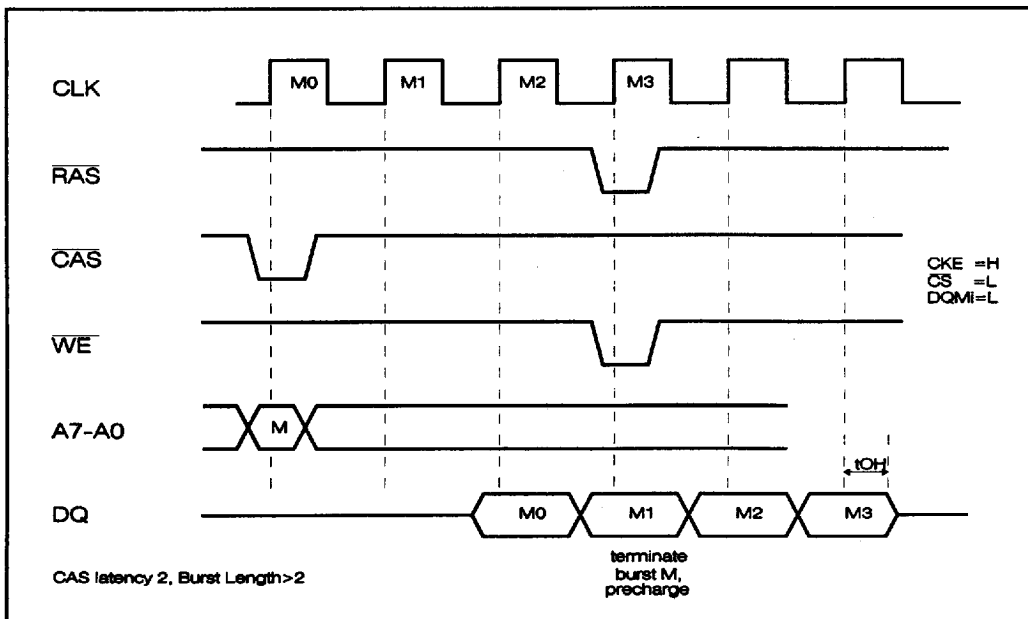 CLK M0 M1 M2 M3
RAS
CAS
CKE =H
CS =L
DQMi=L
WE
A7-A0 M
tOH
DQ M0 M1 M2 M3
terminate
burst M,
precharge
CAS latency 2, Burst Length>2